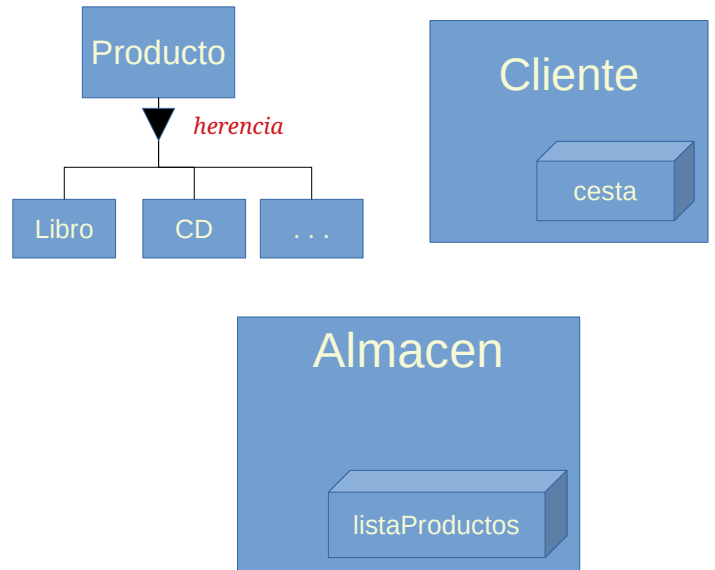 Producto
herencia
Libro
CD
. . .
Cliente
cesta
Almacen
listaProductos